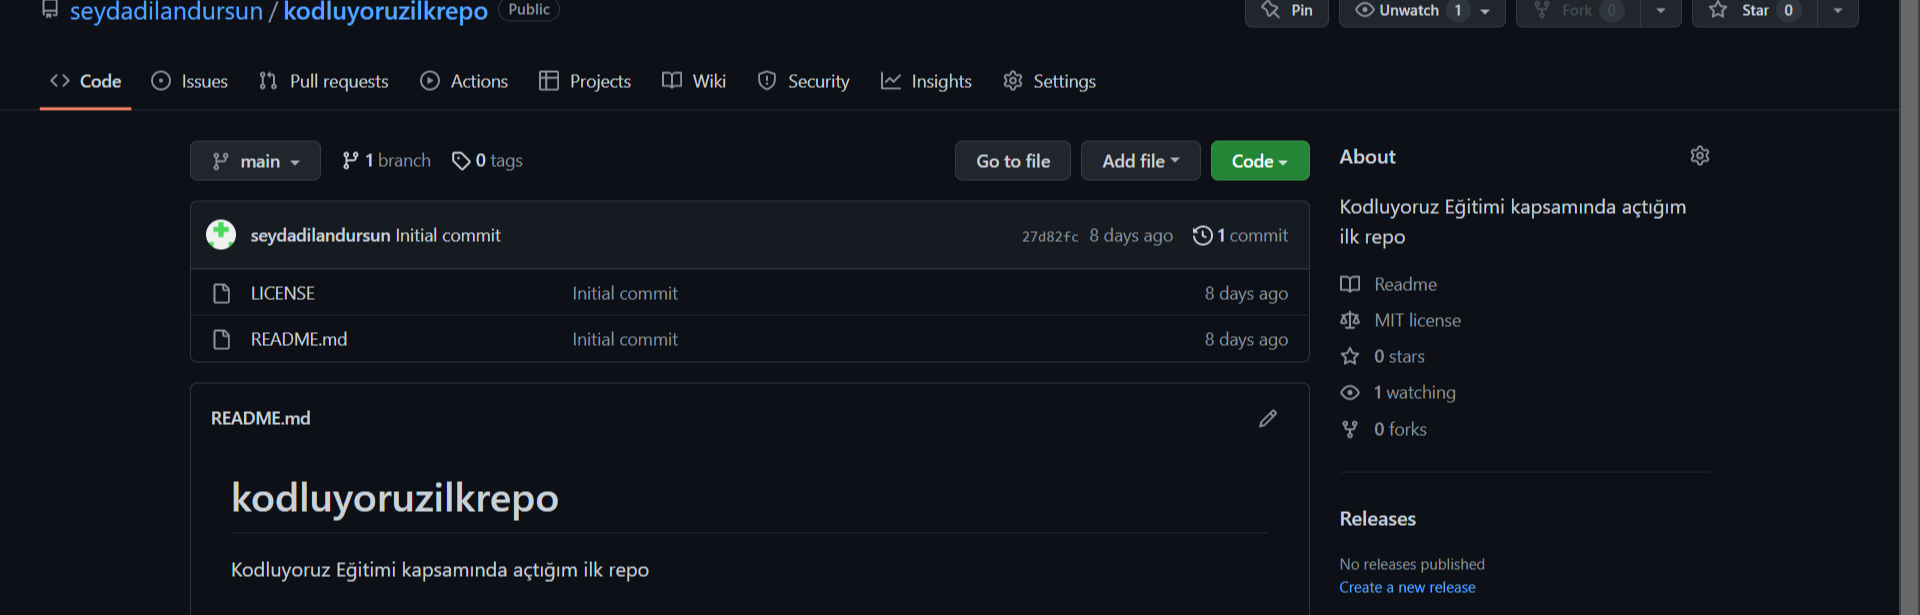 seydadilandursun / kodluyoruzilkrepo Public
Pin Unwatch 1 Fork 0 Star 0
Code Issues Pull requests Actions Projects Wiki Security Insights Settings
main 1 branch 0 tags Go to file Add file Code
seydadilandursun Initial commit 27d82fc 8 days ago 1 commit
LICENSE Initial commit 8 days ago
README.md Initial commit 8 days ago
README.md
kodluyoruzilkrepo
Kodluyoruz Eğitimi kapsamında açtığım ilk repo
About
Kodluyoruz Eğitimi kapsamında açtığım
ilk repo
Readme
MIT license
0 stars
1 watching
0 forks
Releases
No releases published
Create a new release